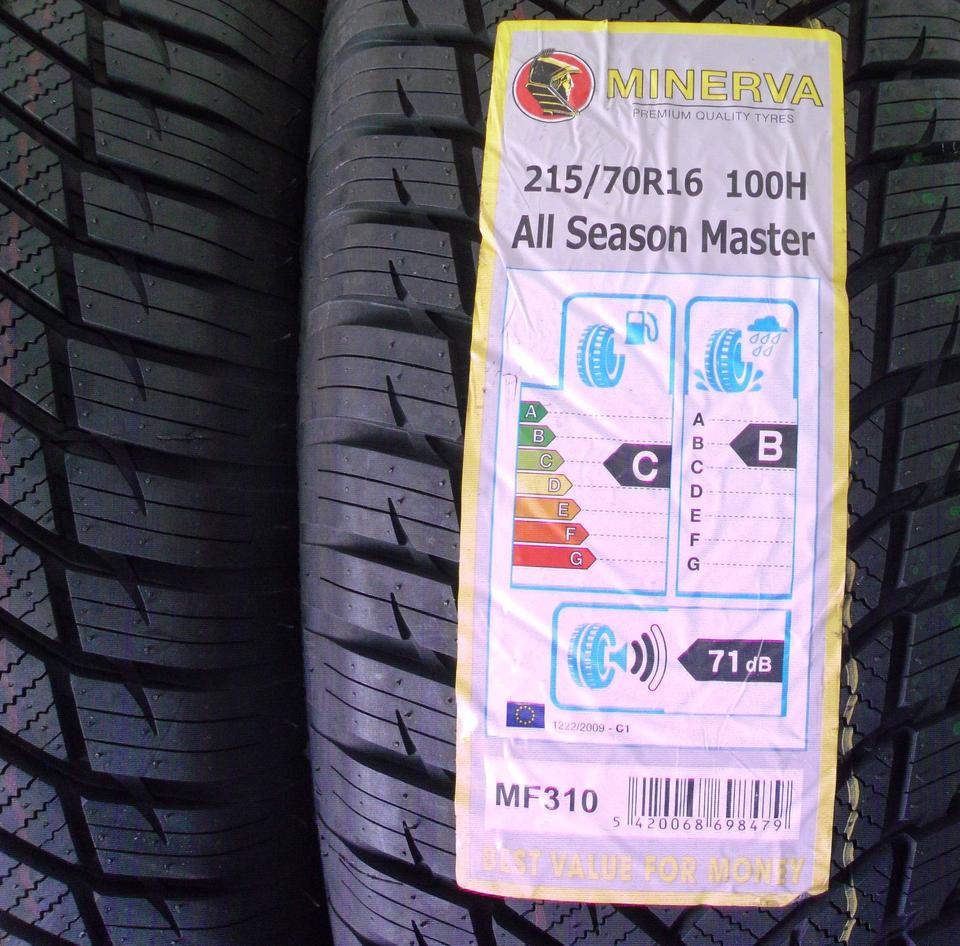 MINERVA
PREMIUM QUALITY TYRES
215/70R16 100H
All Season Master
A
B
C
D
E
F
G
C
A
B
C
D
E
F
G
B
71 dB
1222/2009 - C1
MF310
5 420068 698479
BEST VALUE FOR MONEY